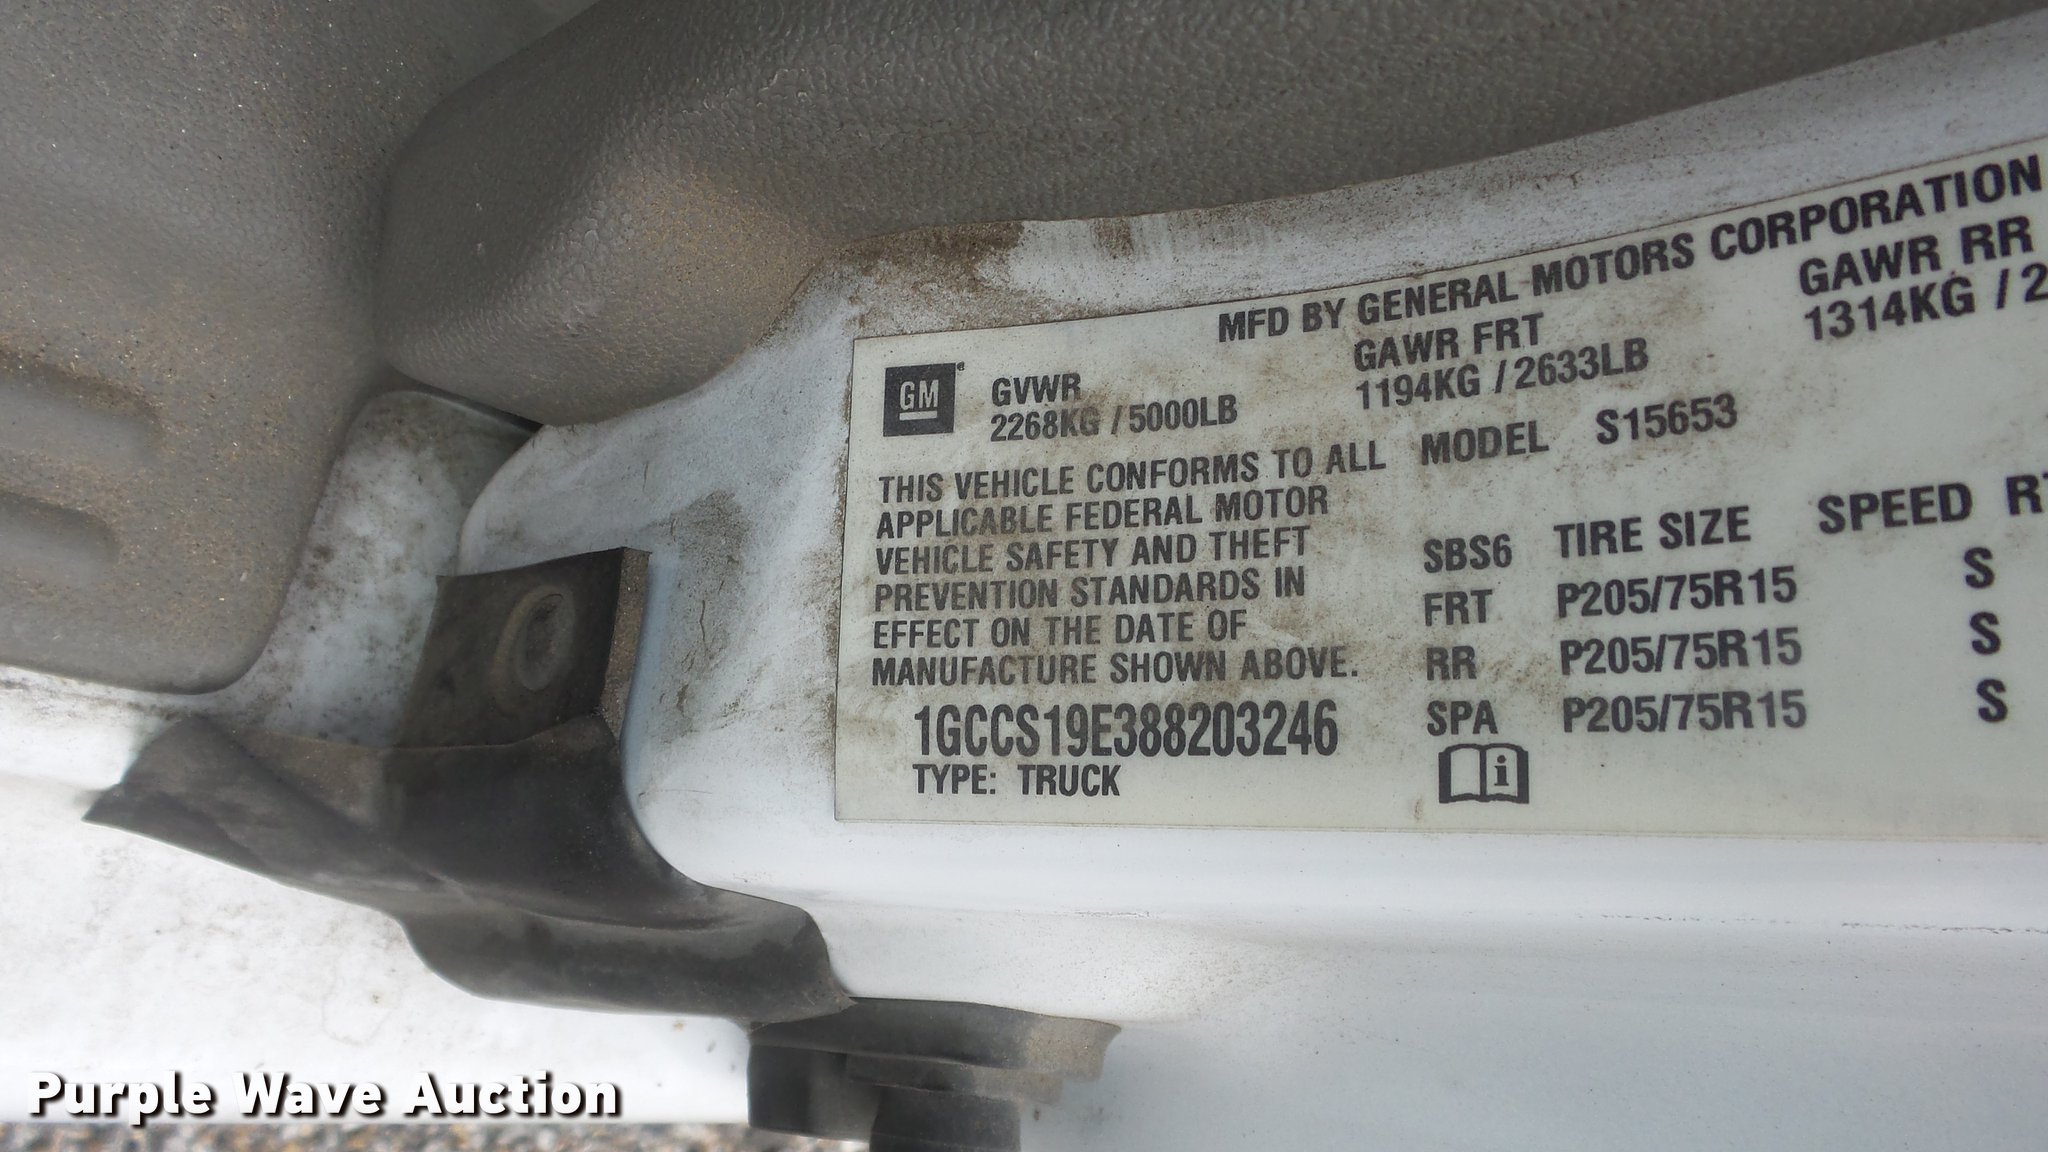 MFD BY GENERAL MOTORS CORPORATION
GM
GVWR
2268KG / 5000LB
GAWR FRT
1194KG / 2633LB
GAWR RR
1314KG / 2
THIS VEHICLE CONFORMS TO ALL
APPLICABLE FEDERAL MOTOR
VEHICLE SAFETY AND THEFT
PREVENTION STANDARDS IN
EFFECT ON THE DATE OF
MANUFACTURE SHOWN ABOVE.
1GCCS19E388203246
TYPE: TRUCK
MODEL S15653
SBS6 TIRE SIZE SPEED RT
FRT P205/75R15 S
RR P205/75R15 S
SPA P205/75R15 S
i
Purple Wave Auction